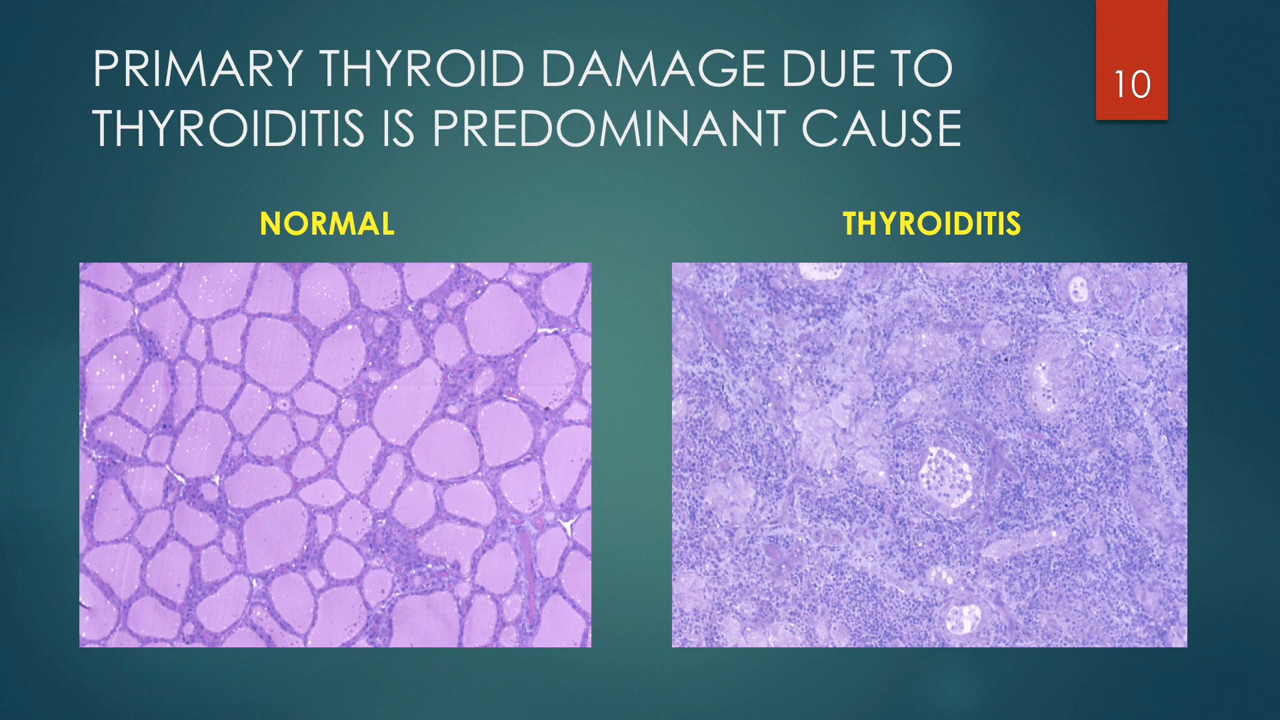 PRIMARY THYROID DAMAGE DUE TO
THYROIDITIS IS PREDOMINANT CAUSE
10
NORMAL
THYROIDITIS